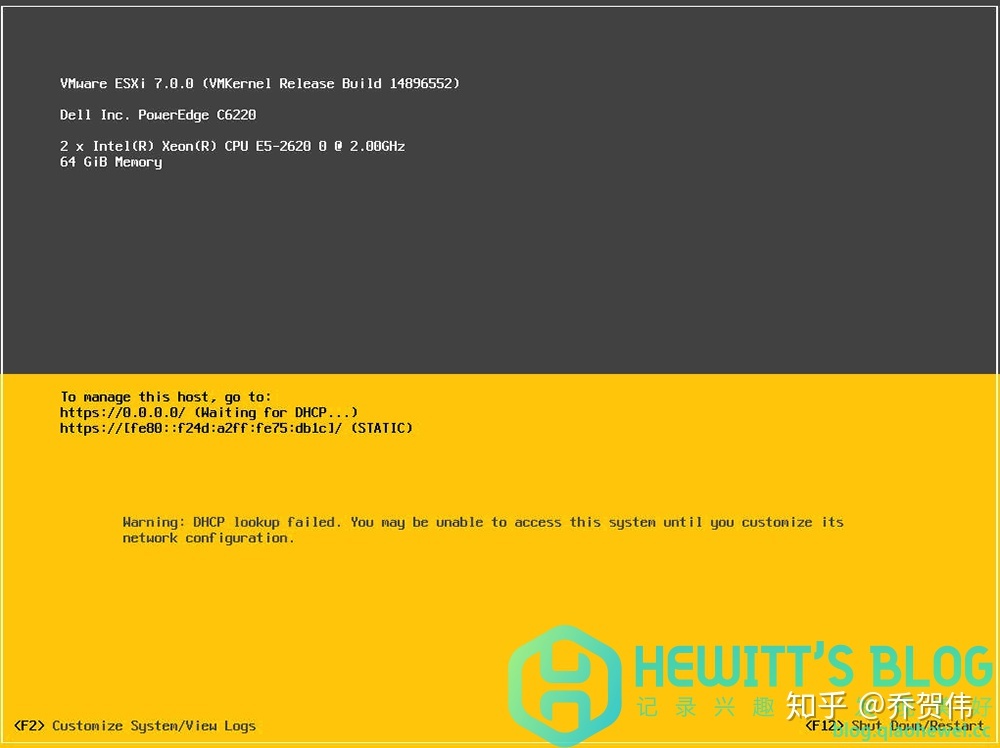 VMware ESXi 7.0.0 (VMKernel Release Build 14896552)
Dell Inc. PowerEdge C6220
2 x Intel(R) Xeon(R) CPU E5-2620 0 @ 2.00GHz
64 GiB Memory
To manage this host, go to:
https://0.0.0.0/ (Waiting for DHCP...)
https://[fe80::f24d:a2ff:fe75:db1c]/ (STATIC)
Warning: DHCP lookup failed. You may be unable to access this system until you customize its
network configuration.
HEWITT'S BLOG
记录兴趣 好
知乎 @乔贺伟
<F2> Customize System/View Logs
<F12> Shut Down/Restart
blog.qiaohewei.cc